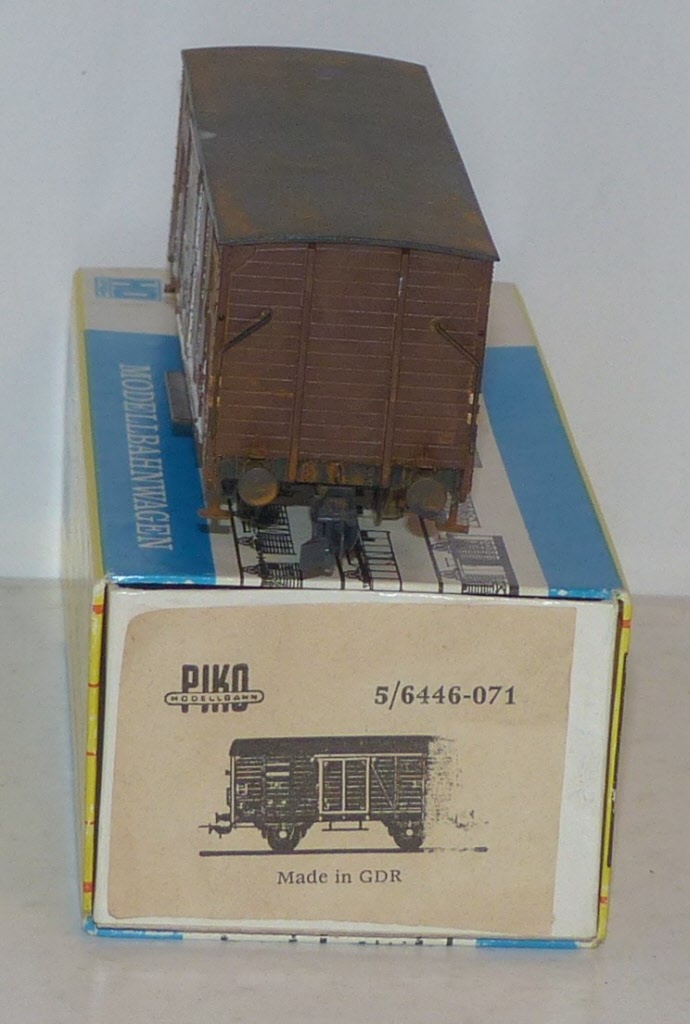 MODELLBAHNWAGEN
PIKO
MODELLBAHN
5/6446-071
Made in GDR